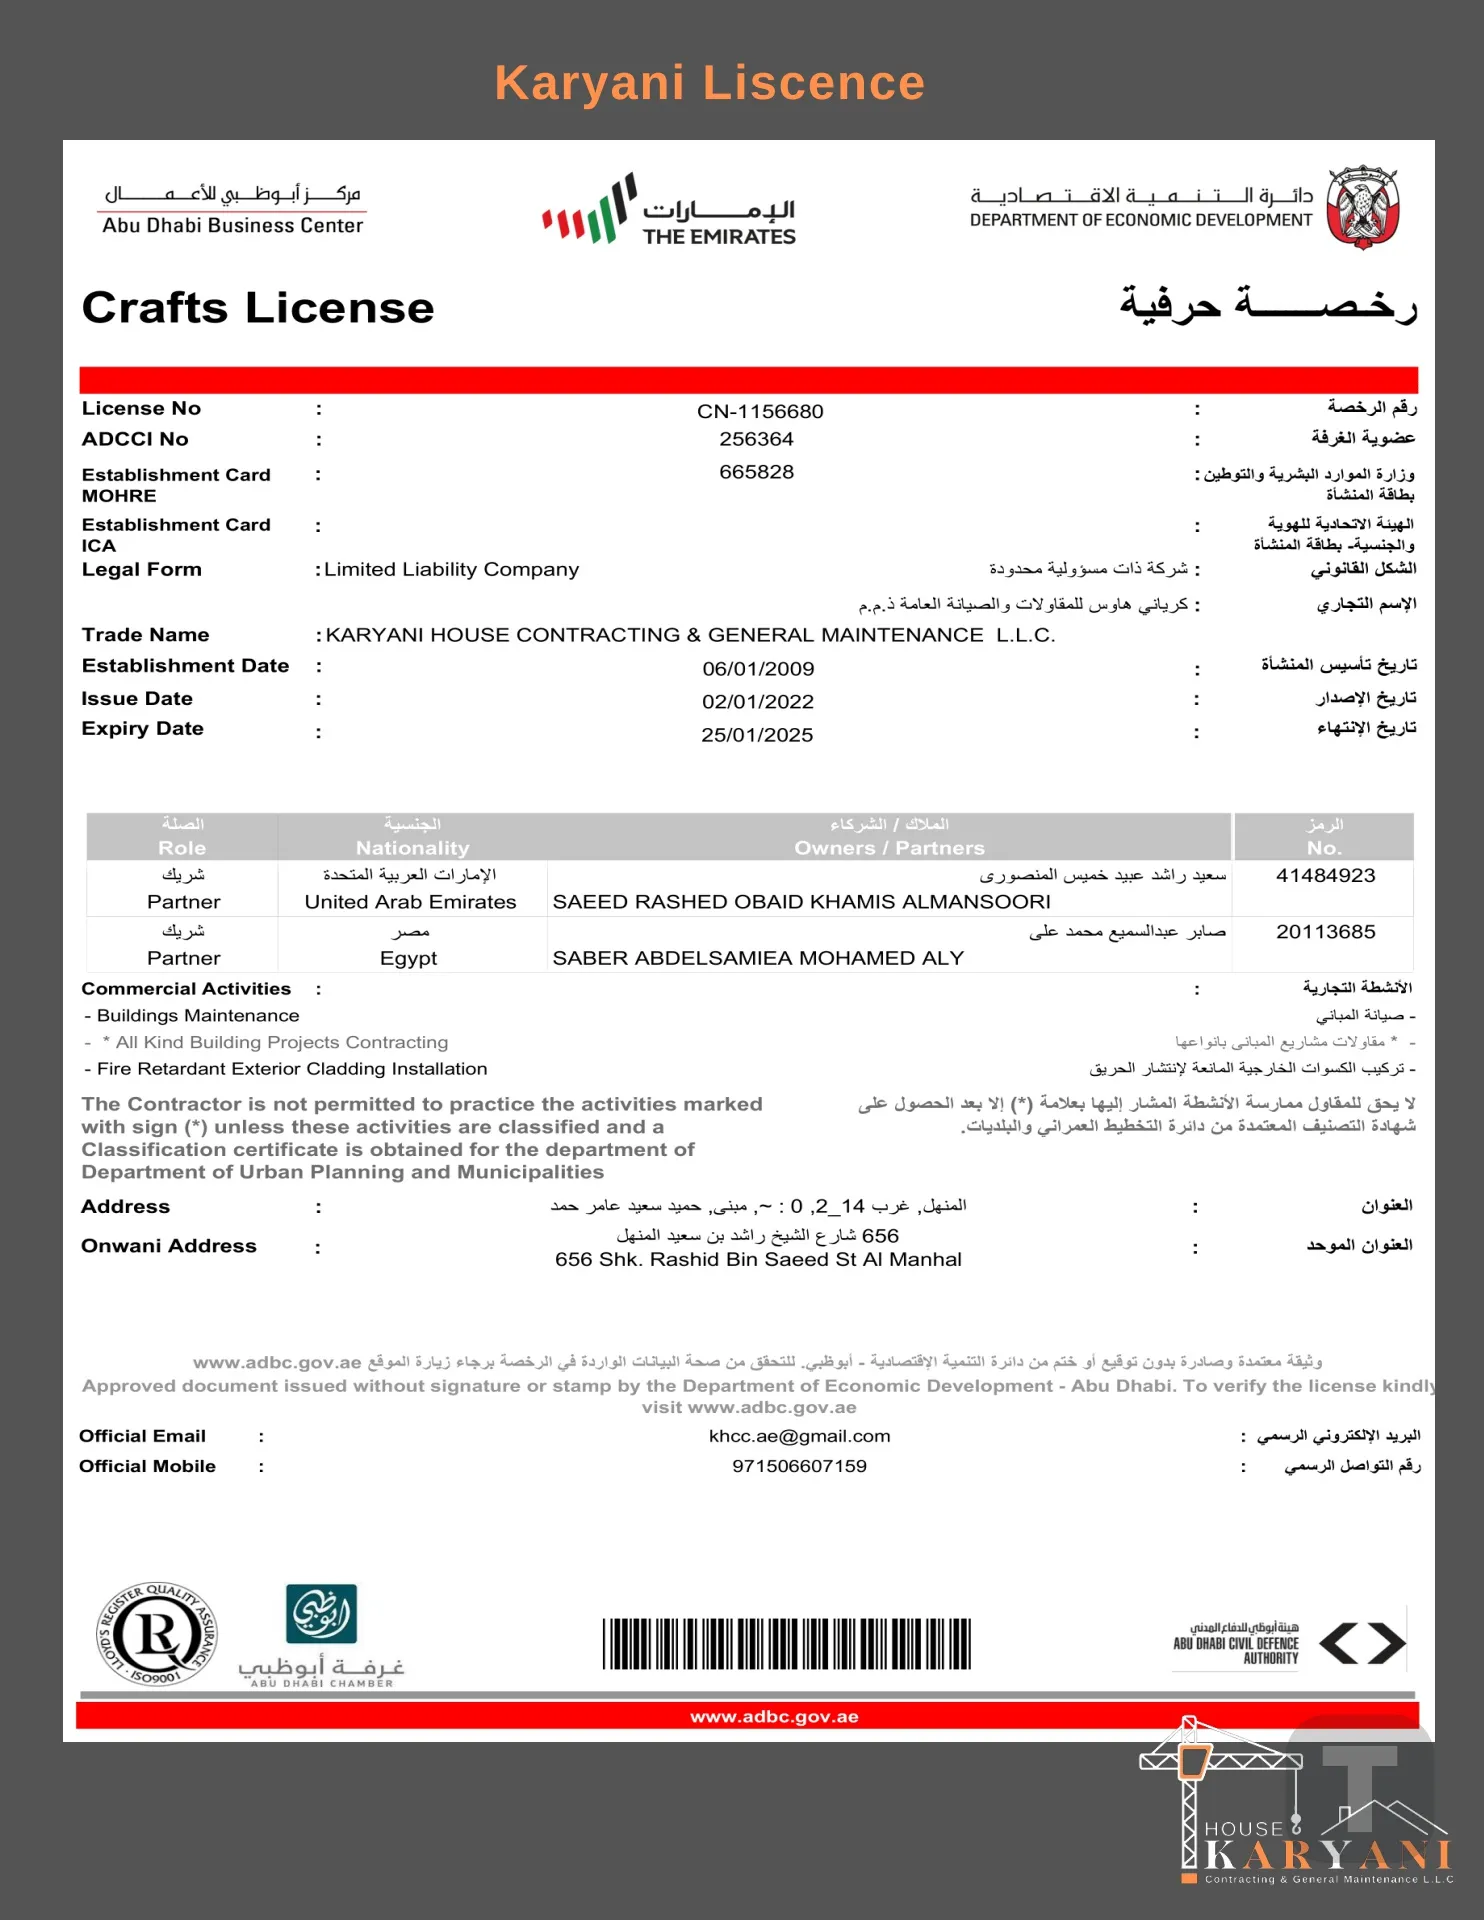 Karyani Liscence
مركز أبوظبي للأعمال
Abu Dhabi Business Center
الإمارات
THE EMIRATES
دائرة التنمية الاقتصادية
DEPARTMENT OF ECONOMIC DEVELOPMENT
Crafts License
رخصة حرفية
License No : CN-1156680 : رقم الرخصة
ADCCI No : 256364 : عضوية الغرفة
Establishment Card : 665828 : وزارة الموارد البشرية والتوطين
MOHRE بطاقة المنشأة
Establishment Card : : الهيئة الاتحادية للهوية
ICA والجنسية- بطاقة المنشأة
Legal Form : Limited Liability Company شركة ذات مسؤولية محدودة : الشكل القانوني
كرياني هاوس للمقاولات والصيانة العامة ذ.م.م : الإسم التجاري
Trade Name : KARYANI HOUSE CONTRACTING & GENERAL MAINTENANCE L.L.C.
Establishment Date : 06/01/2009 : تاريخ تأسيس المنشأة
Issue Date : 02/01/2022 : تاريخ الإصدار
Expiry Date : 25/01/2025 : تاريخ الإنتهاء
الصلة الجنسية الملاك / الشركاء الرمز
Role Nationality Owners / Partners No.
شريك الإمارات العربية المتحدة سعيد راشد عبيد خميس المنصورى 41484923
Partner United Arab Emirates SAEED RASHED OBAID KHAMIS ALMANSOORI
شريك مصر صابر عبدالسميع محمد على 20113685
Partner Egypt SABER ABDELSAMIEA MOHAMED ALY
Commercial Activities : : الأنشطة التجارية
- Buildings Maintenance - صيانة المباني
- * All Kind Building Projects Contracting - * مقاولات مشاريع المبانى بانواعها
- Fire Retardant Exterior Cladding Installation - تركيب الكسوات الخارجية المانعة لإنتشار الحريق
The Contractor is not permitted to practice the activities marked
with sign (*) unless these activities are classified and a
Classification certificate is obtained for the department of
Department of Urban Planning and Municipalities
لا يحق للمقاول ممارسة الأنشطة المشار إليها بعلامة (*) إلا بعد الحصول على
شهادة التصنيف المعتمدة من دائرة التخطيط العمراني والبلديات.
Address : المنهل, غرب 14_2, 0 : ~, مبنى, حميد سعيد عامر حمد : العنوان
656 شارع الشيخ راشد بن سعيد المنهل
Onwani Address : 656 Shk. Rashid Bin Saeed St Al Manhal : العنوان الموحد
وثيقة معتمدة وصادرة بدون توقيع أو ختم من دائرة التنمية الإقتصادية - أبوظبي. للتحقق من صحة البيانات الواردة في الرخصة برجاء زيارة الموقع www.adbc.gov.ae
Approved document issued without signature or stamp by the Department of Economic Development - Abu Dhabi. To verify the license kindly
visit www.adbc.gov.ae
Official Email : khcc.ae@gmail.com : البريد الإلكتروني الرسمي
Official Mobile : 971506607159 : رقم التواصل الرسمي
LLOYD'S REGISTER QUALITY ASSURANCE
LRQA
· ISO9001 ·
أبوظبي
غرفة أبوظبي
ABU DHABI CHAMBER
هيئة أبوظبي للدفاع المدني
ABU DHABI CIVIL DEFENCE
AUTHORITY
www.adbc.gov.ae
T
HOUSE
KARYANI
Contracting & General Maintenance L.L.C